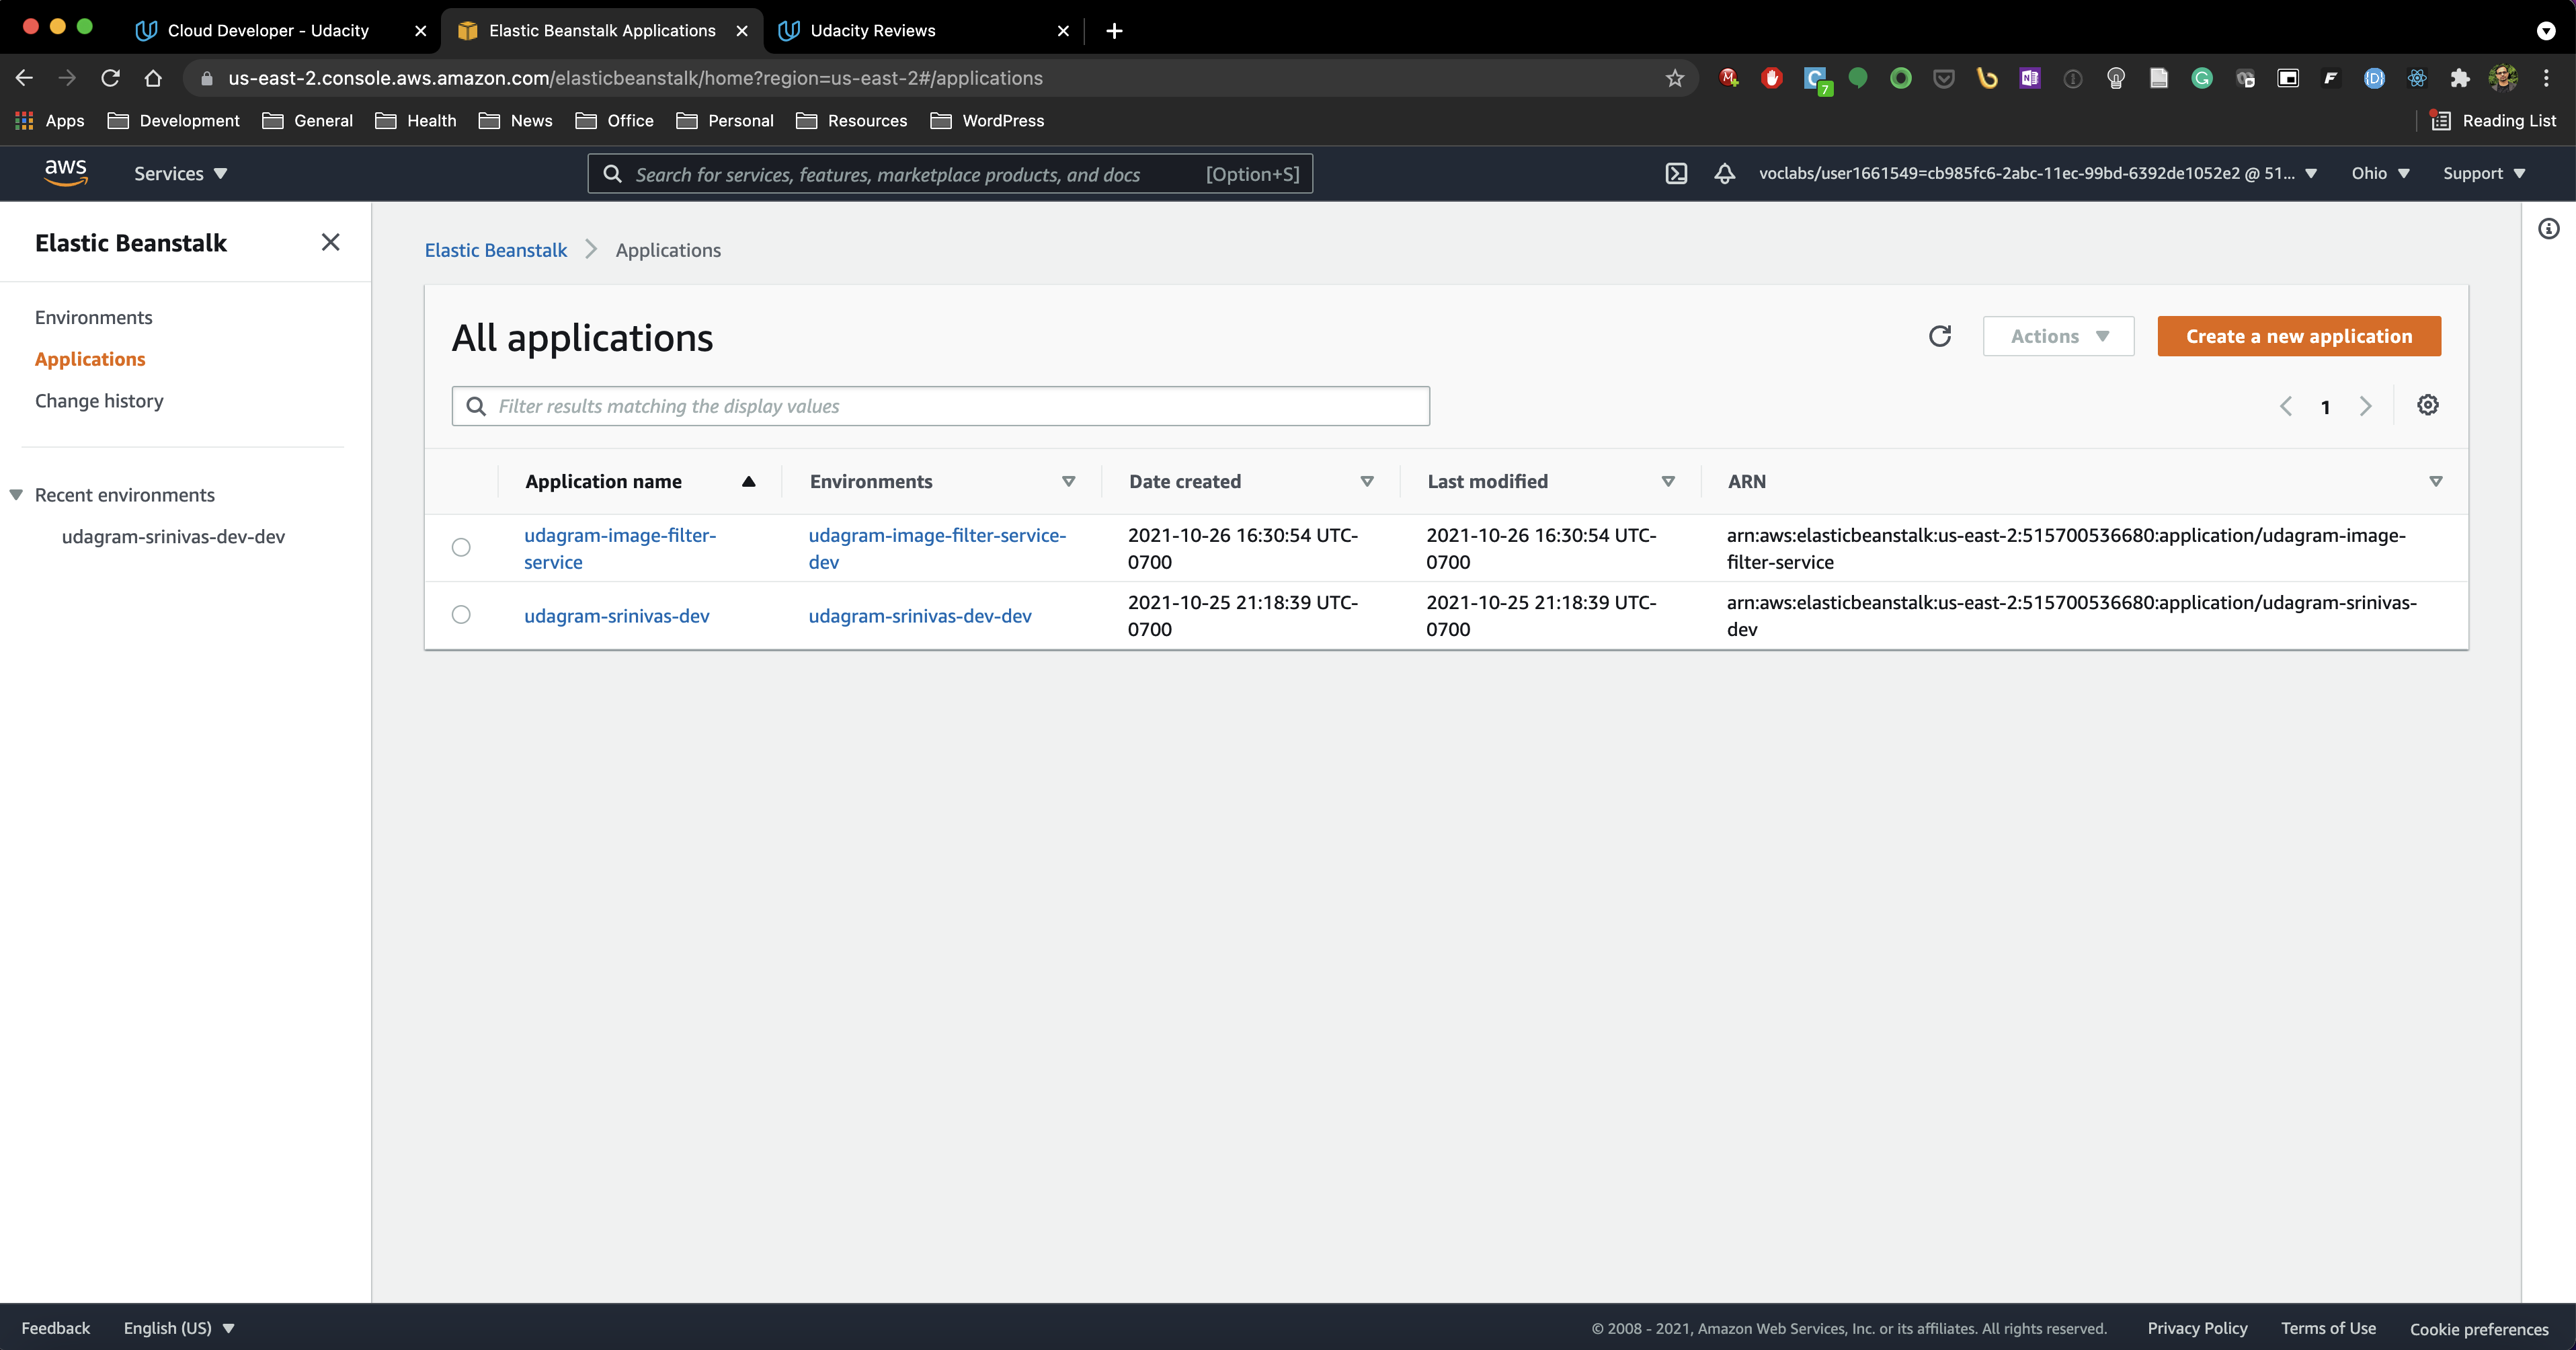 Cloud Developer - Udacity
Elastic Beanstalk Applications
Udacity Reviews
us-east-2.console.aws.amazon.com/elasticbeanstalk/home?region=us-east-2#/applications
7
Apps
Development
General
Health
News
Office
Personal
Resources
WordPress
Reading List
aws
Services
Search for services, features, marketplace products, and docs
[Option+S]
voclabs/user1661549=cb985fc6-2abc-11ec-99bd-6392de1052e2 @ 51...
Ohio
Support
Elastic Beanstalk
Environments
Applications
Change history
Recent environments
udagram-srinivas-dev-dev
Elastic Beanstalk
Applications
All applications
Actions
Create a new application
Filter results matching the display values
1
Application name
Environments
Date created
Last modified
ARN
udagram-image-filter-
service
udagram-image-filter-service-
dev
2021-10-26 16:30:54 UTC-
0700
2021-10-26 16:30:54 UTC-
0700
arn:aws:elasticbeanstalk:us-east-2:515700536680:application/udagram-image-
filter-service
udagram-srinivas-dev
udagram-srinivas-dev-dev
2021-10-25 21:18:39 UTC-
0700
2021-10-25 21:18:39 UTC-
0700
arn:aws:elasticbeanstalk:us-east-2:515700536680:application/udagram-srinivas-
dev
Feedback
English (US)
© 2008 - 2021, Amazon Web Services, Inc. or its affiliates. All rights reserved.
Privacy Policy
Terms of Use
Cookie preferences